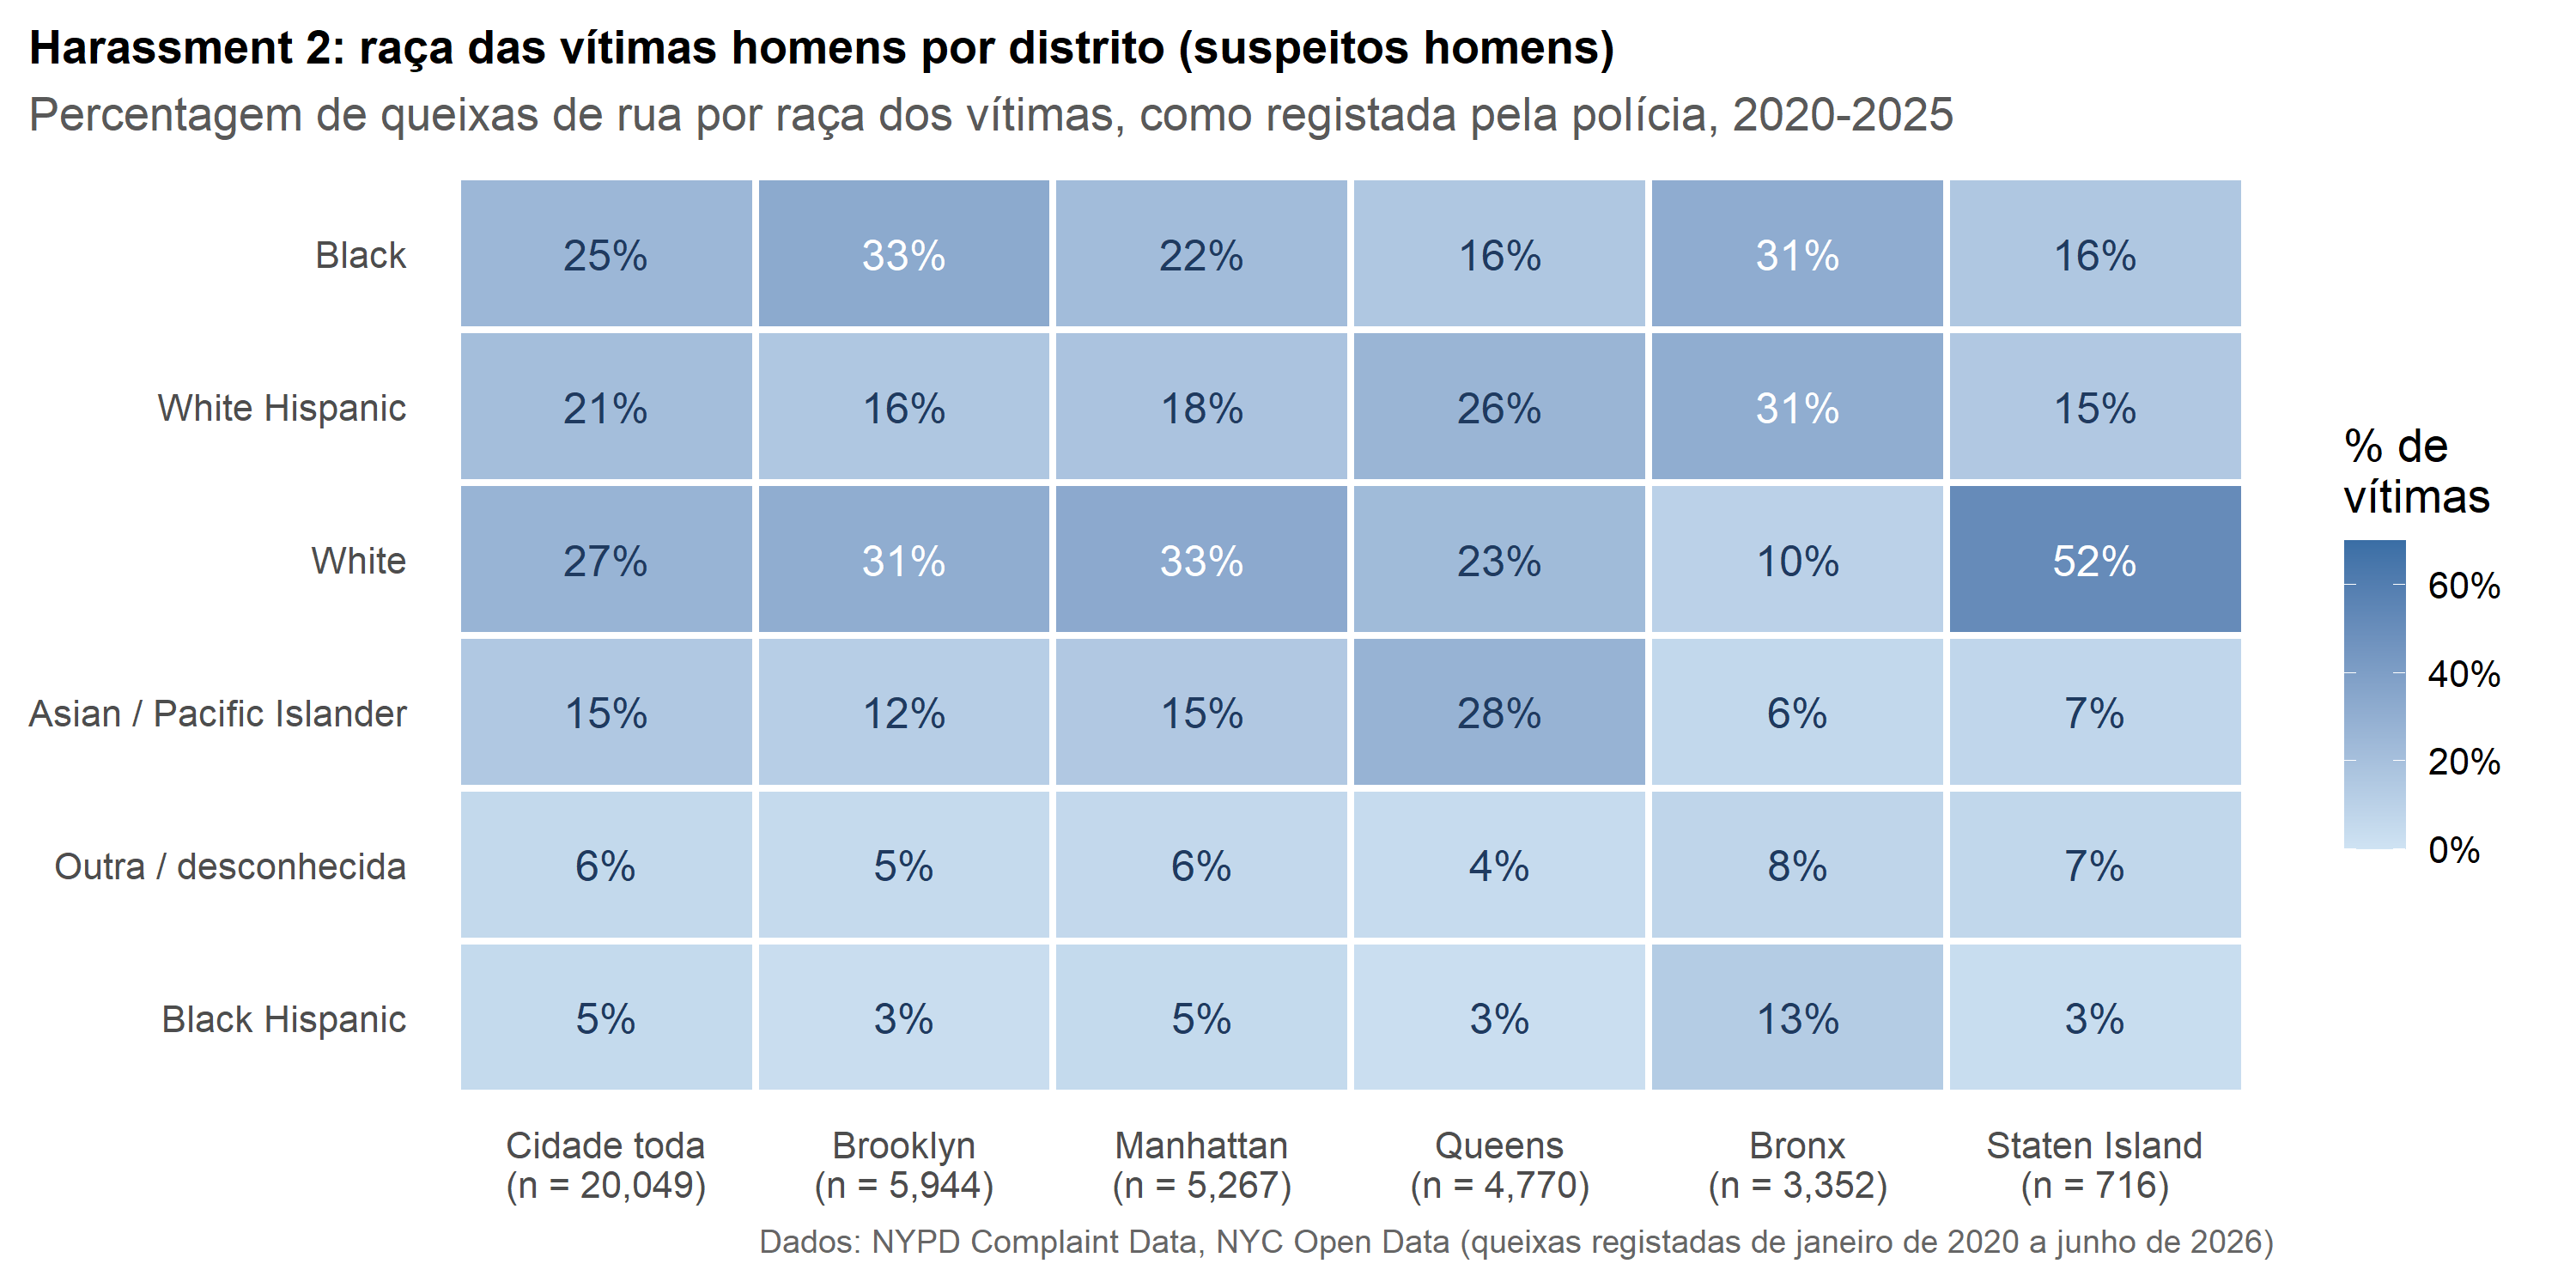 Harassment 2: raça das vítimas homens por distrito (suspeitos homens)
Percentagem de queixas de rua por raça dos vítimas, como registada pela polícia, 2020-2025
Black 25% 33% 22% 16% 31% 16%
White Hispanic 21% 16% 18% 26% 31% 15%
White 27% 31% 33% 23% 10% 52%
Asian / Pacific Islander 15% 12% 15% 28% 6% 7%
Outra / desconhecida 6% 5% 6% 4% 8% 7%
Black Hispanic 5% 3% 5% 3% 13% 3%
Cidade toda Brooklyn Manhattan Queens Bronx Staten Island
(n = 20,049) (n = 5,944) (n = 5,267) (n = 4,770) (n = 3,352) (n = 716)
% de
vítimas
60%
40%
20%
0%
Dados: NYPD Complaint Data, NYC Open Data (queixas registadas de janeiro de 2020 a junho de 2026)